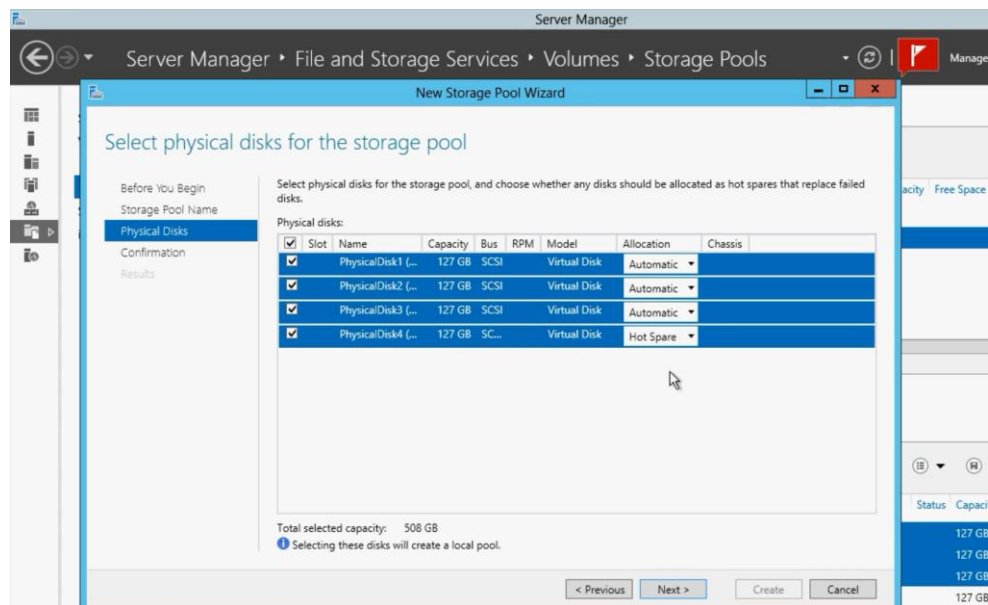 Server Manager
Server Manager ‣ File and Storage Services ‣ Volumes ‣ Storage Pools
Manage
New Storage Pool Wizard
Select physical disks for the storage pool
Before You Begin
Storage Pool Name
Physical Disks
Confirmation
Results
Select physical disks for the storage pool, and choose whether any disks should be allocated as hot spares that replace failed
disks.
Physical disks:
Slot Name Capacity Bus RPM Model Allocation Chassis
PhysicalDisk1 (... 127 GB SCSI Virtual Disk Automatic
PhysicalDisk2 (... 127 GB SCSI Virtual Disk Automatic
PhysicalDisk3 (... 127 GB SCSI Virtual Disk Automatic
PhysicalDisk4 (... 127 GB SC... Virtual Disk Hot Spare
Total selected capacity: 508 GB
Selecting these disks will create a local pool.
< Previous Next > Create Cancel
acity Free Space
Status Capaci
127 GB
127 GB
127 GB
127 GB